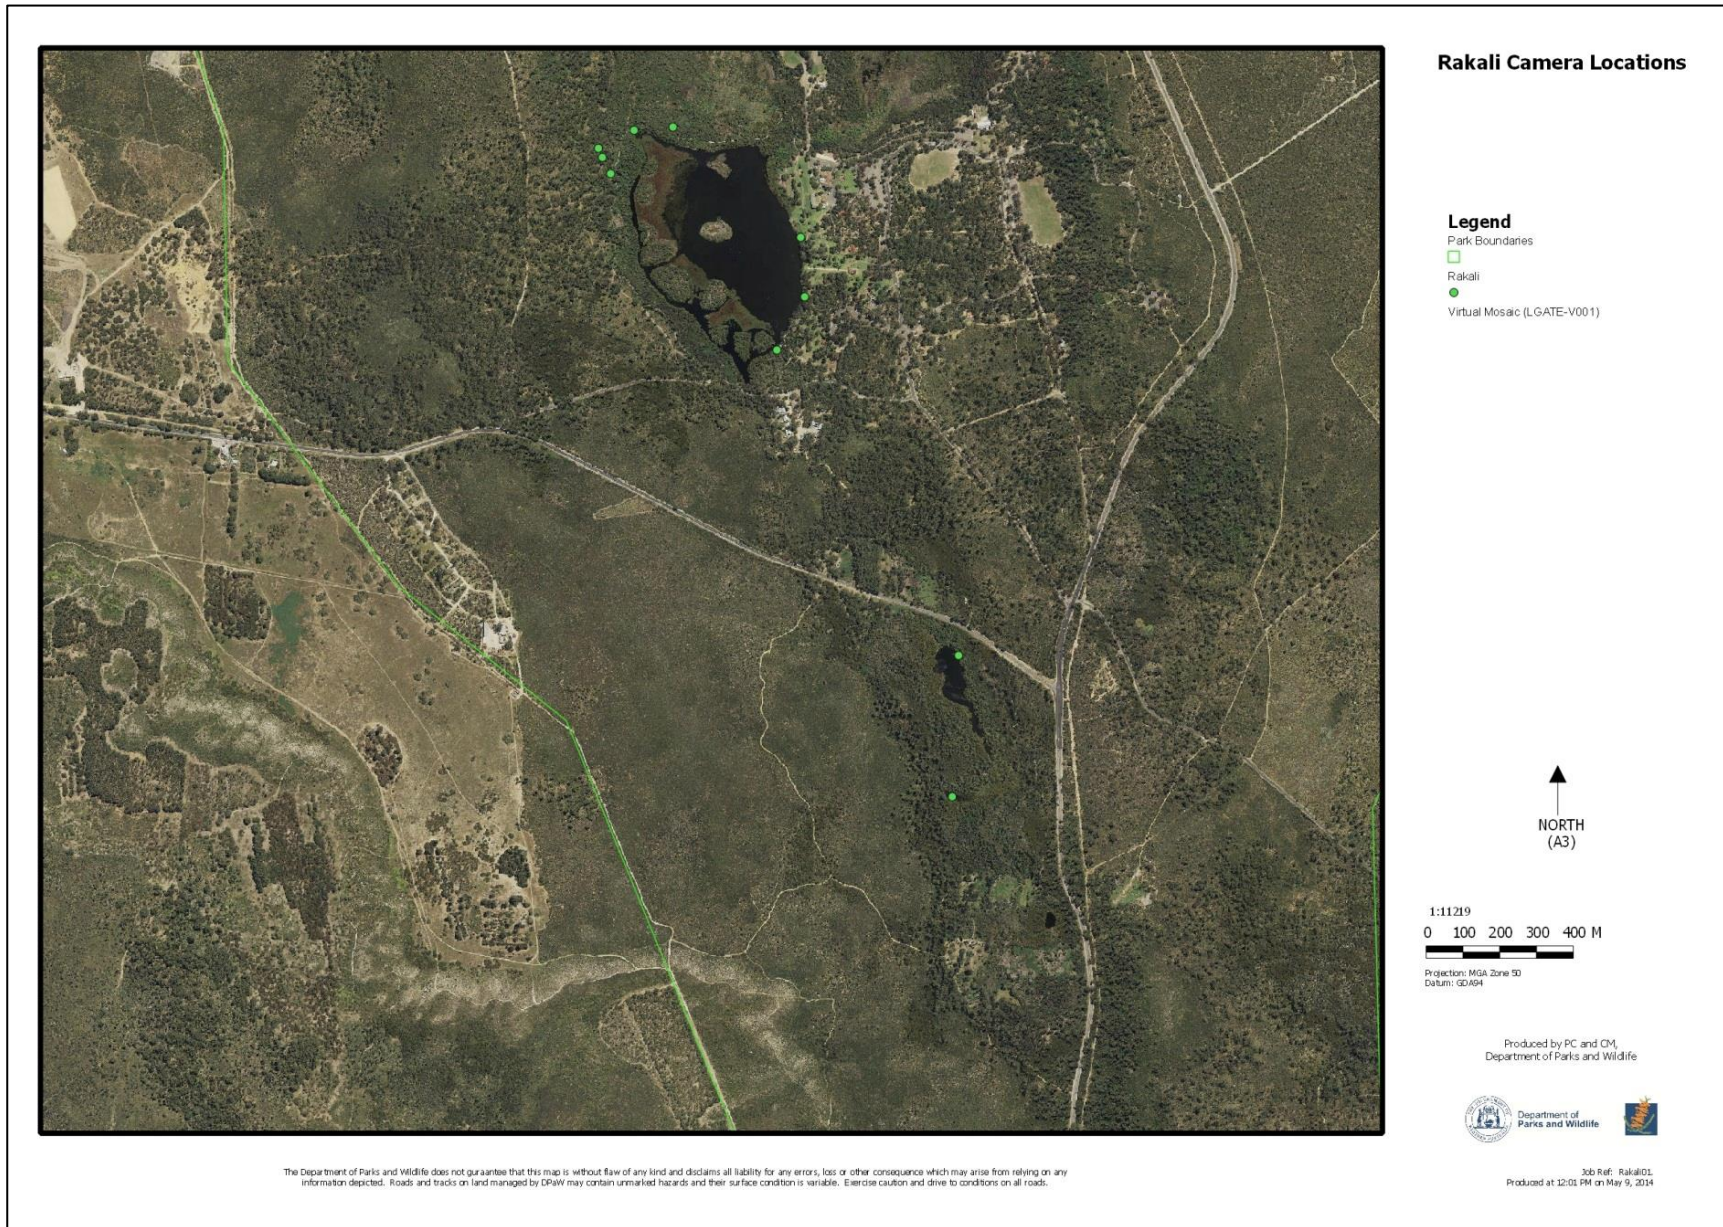 Rakali Camera Locations
Legend
Park Boundaries
Rakali
Virtual Mosaic (LGATE-V001)
NORTH
(A3)
1:11219
0 100 200 300 400 M
Projection: MGA Zone 50
Datum: GDA94
Produced by PC and CM,
Department of Parks and Wildlife
Department of
Parks and Wildlife
The Department of Parks and Wildlife does not guraantee that this map is without flaw of any kind and disclaims all liability for any errors, loss or other consequence which may arise from relying on any
information depicted. Roads and tracks on land managed by DPaW may contain unmarked hazards and their surface condition is variable. Exercise caution and drive to conditions on all roads.
Job Ref: Rakali01.
Produced at 12:01 PM on May 9, 2014